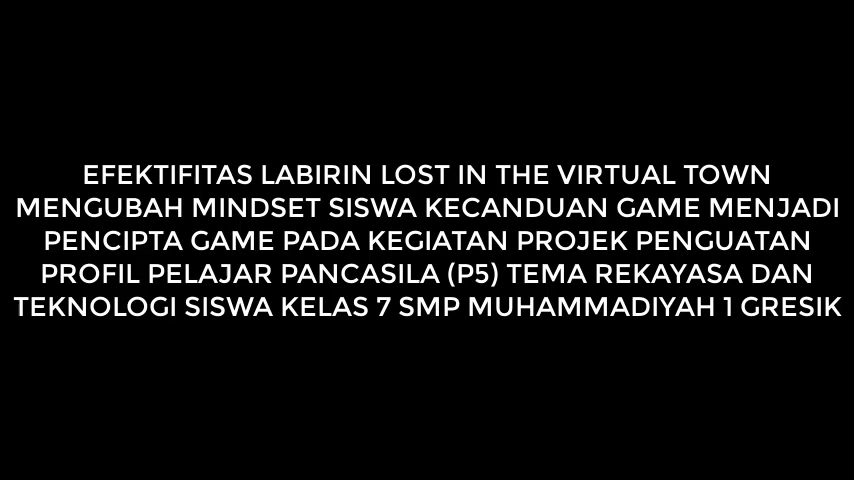 EFEKTIFITAS LABIRIN LOST IN THE VIRTUAL TOWN
MENGUBAH MINDSET SISWA KECANDUAN GAME MENJADI
PENCIPTA GAME PADA KEGIATAN PROJEK PENGUATAN
PROFIL PELAJAR PANCASILA (P5) TEMA REKAYASA DAN
TEKNOLOGI SISWA KELAS 7 SMP MUHAMMADIYAH 1 GRESIK